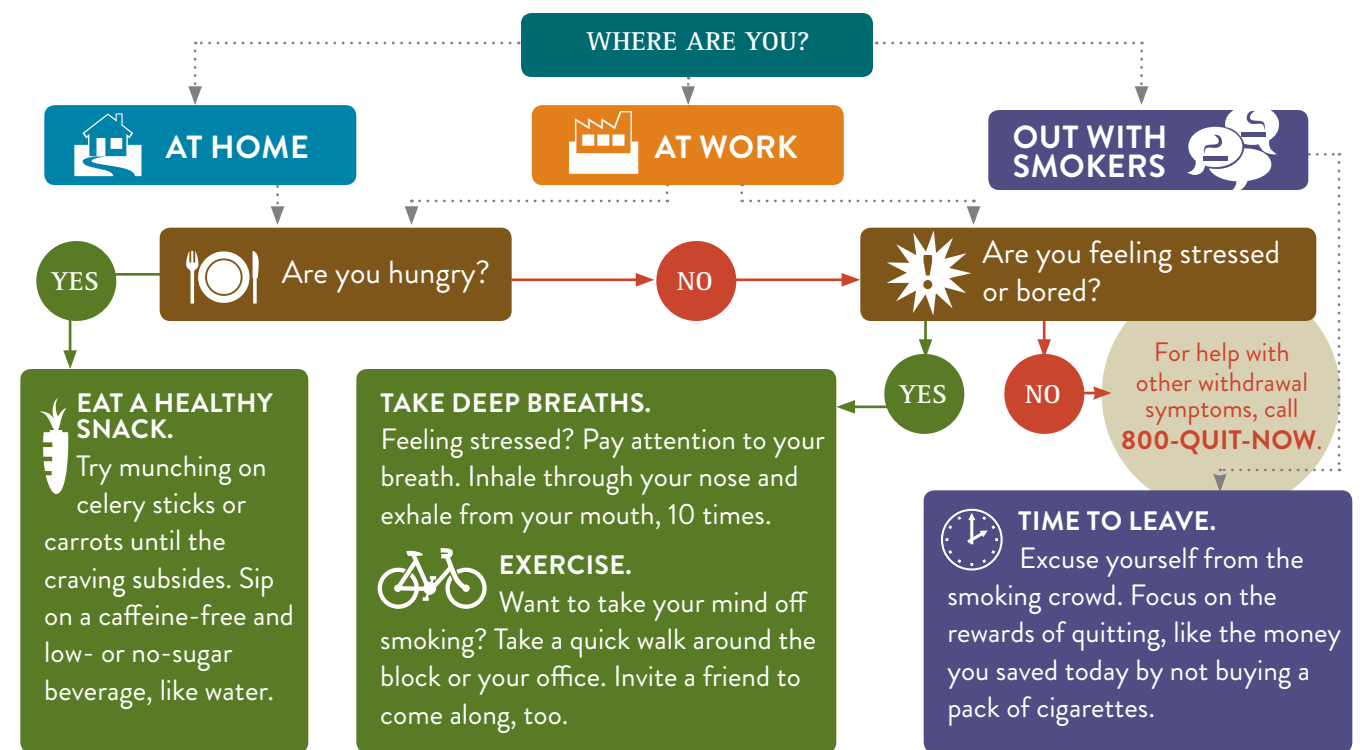 WHERE ARE YOU?
AT HOME
AT WORK
OUT WITH
SMOKERS
YES
Are you hungry?
NO
Are you feeling stressed
or bored?
YES
NO
For help with
other withdrawal
symptoms, call
800-QUIT-NOW.
EAT A HEALTHY
SNACK.
Try munching on
celery sticks or
carrots until the
craving subsides. Sip
on a caffeine-free and
low- or no-sugar
beverage, like water.
TAKE DEEP BREATHS.
Feeling stressed? Pay attention to your
breath. Inhale through your nose and
exhale from your mouth, 10 times.
EXERCISE.
Want to take your mind off
smoking? Take a quick walk around the
block or your office. Invite a friend to
come along, too.
TIME TO LEAVE.
Excuse yourself from the
smoking crowd. Focus on the
rewards of quitting, like the money
you saved today by not buying a
pack of cigarettes.